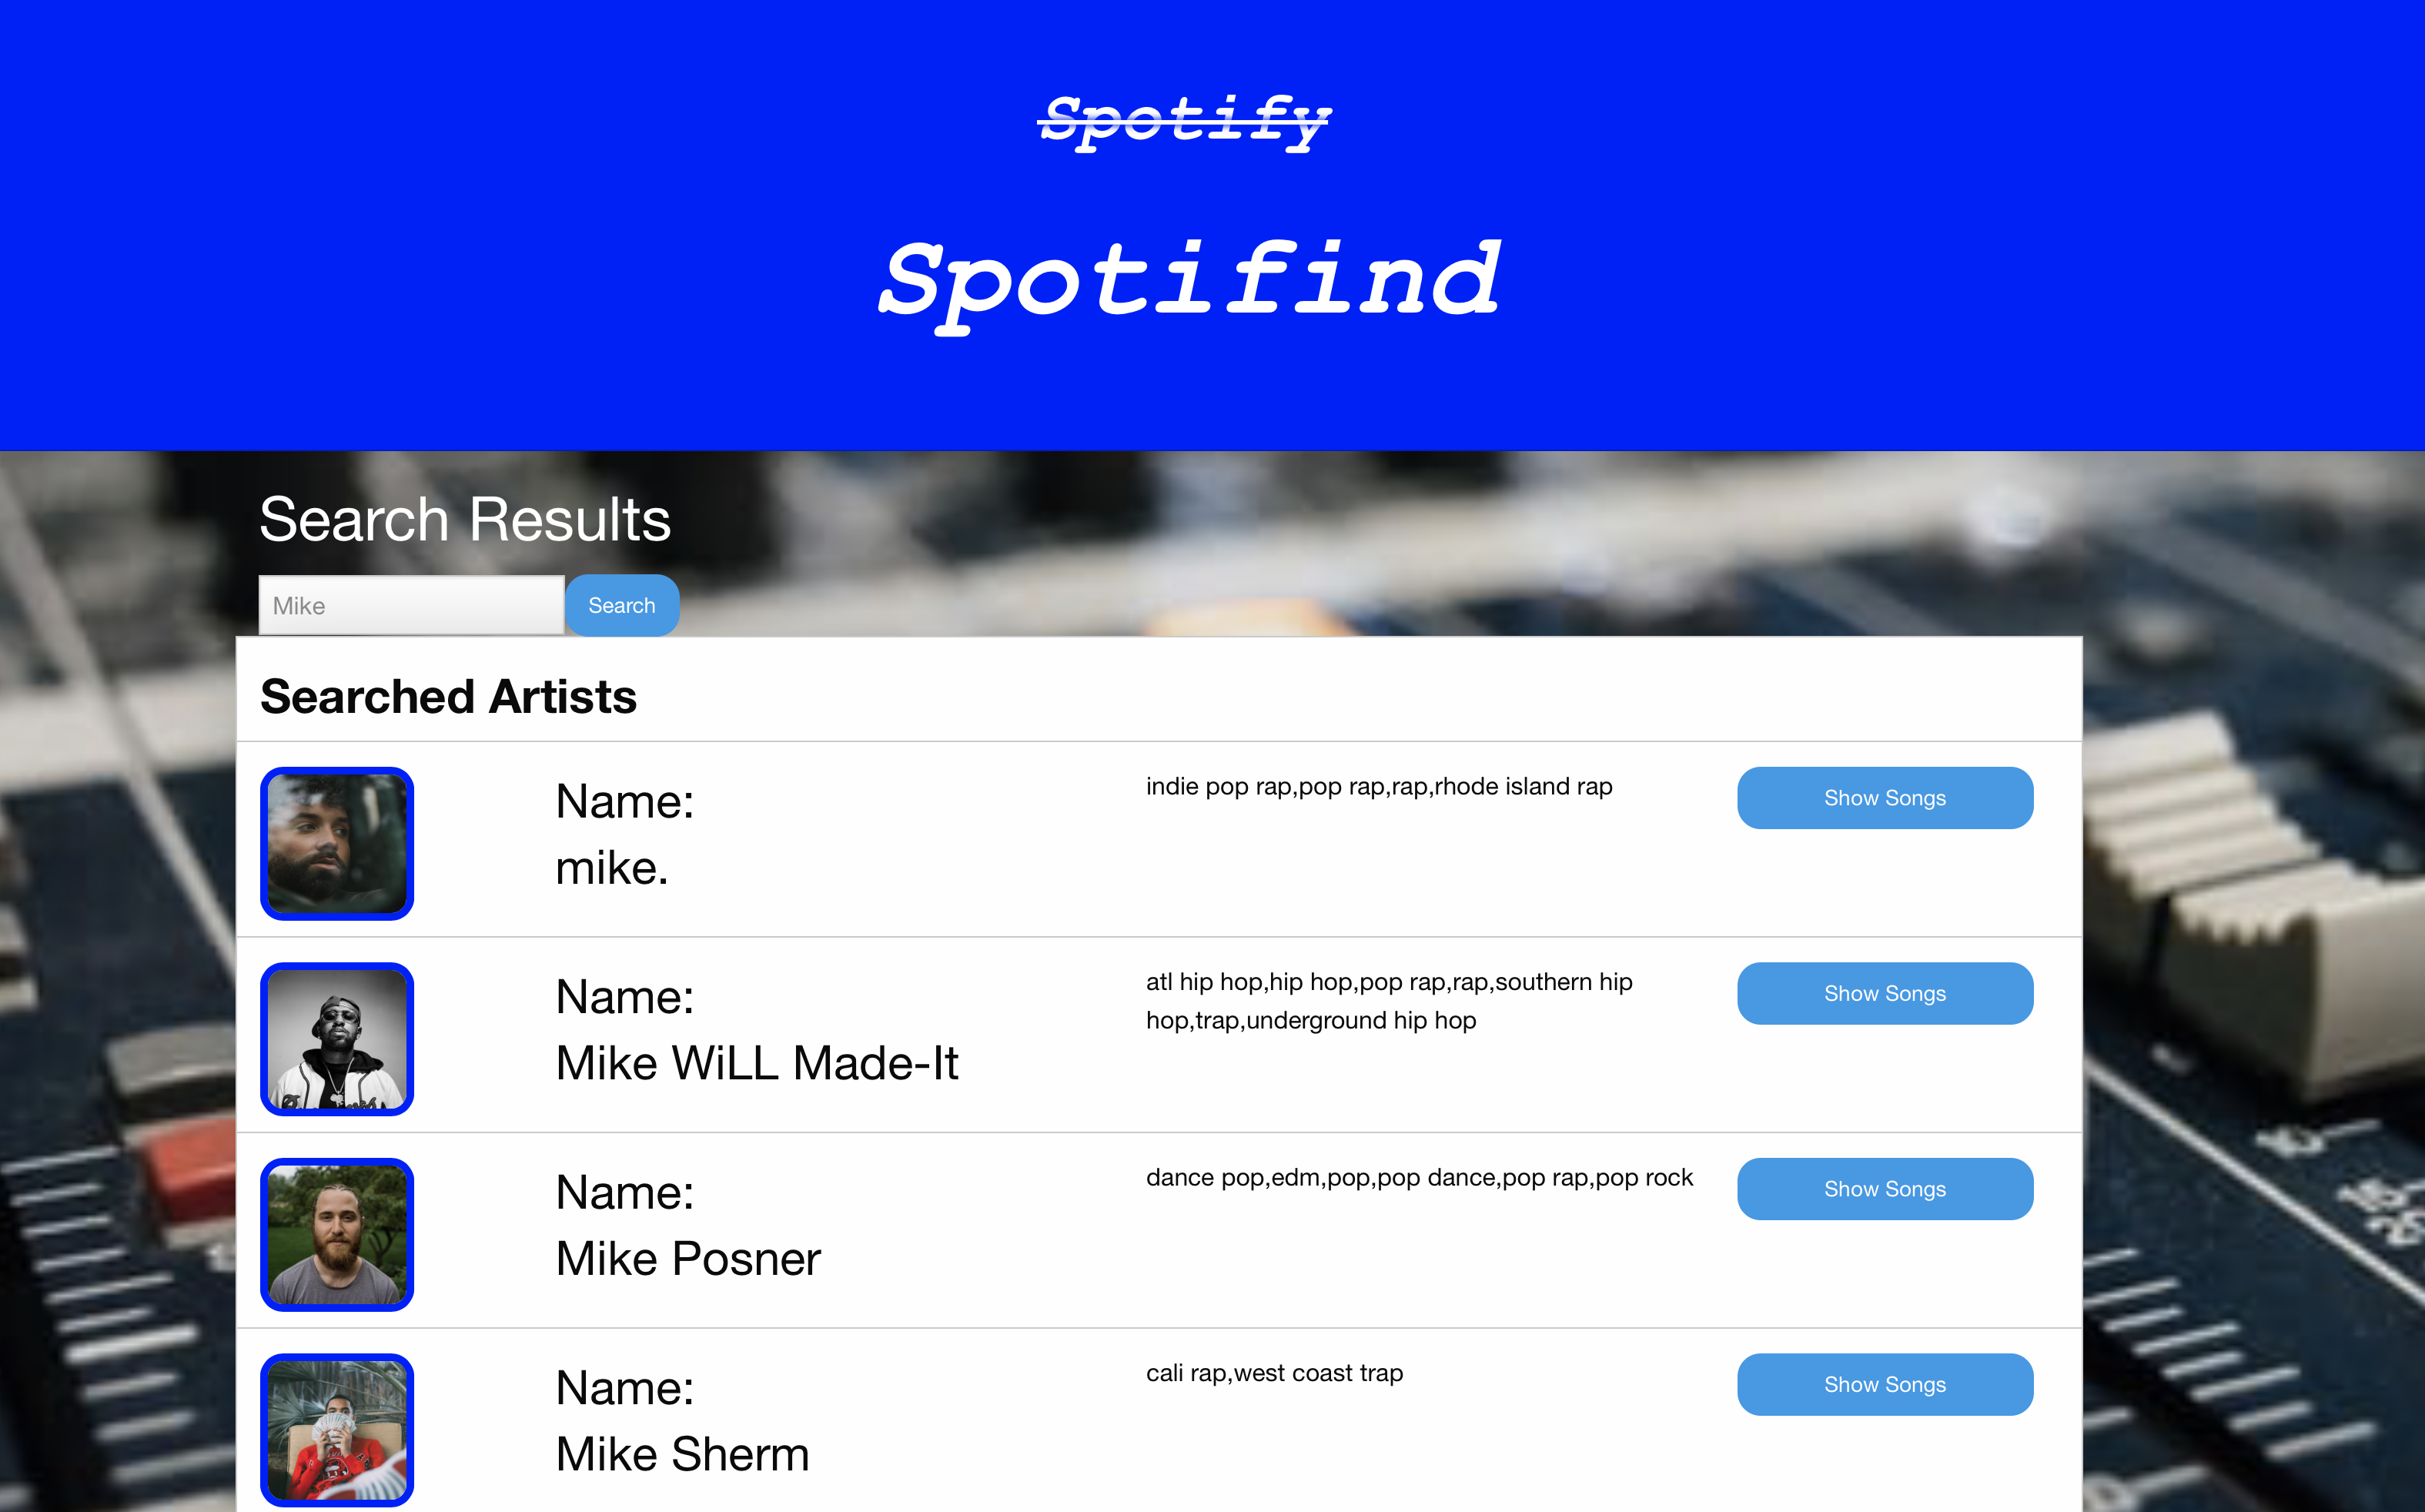 Spotify
Spotifind
Search Results
Mike
Search
Searched Artists
Name:
mike.
indie pop rap,pop rap,rap,rhode island rap
Show Songs
Name:
Mike WiLL Made-It
atl hip hop,hip hop,pop rap,rap,southern hip
hop,trap,underground hip hop
Show Songs
Name:
Mike Posner
dance pop,edm,pop,pop dance,pop rap,pop rock
Show Songs
Name:
Mike Sherm
cali rap,west coast trap
Show Songs